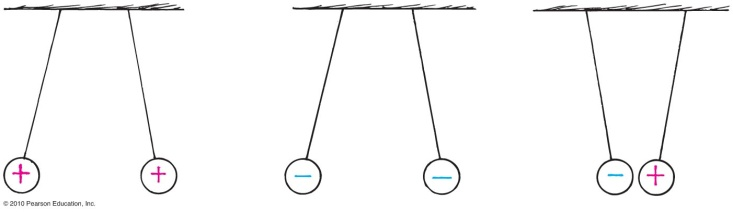 + + − − − +
© 2010 Pearson Education, Inc.